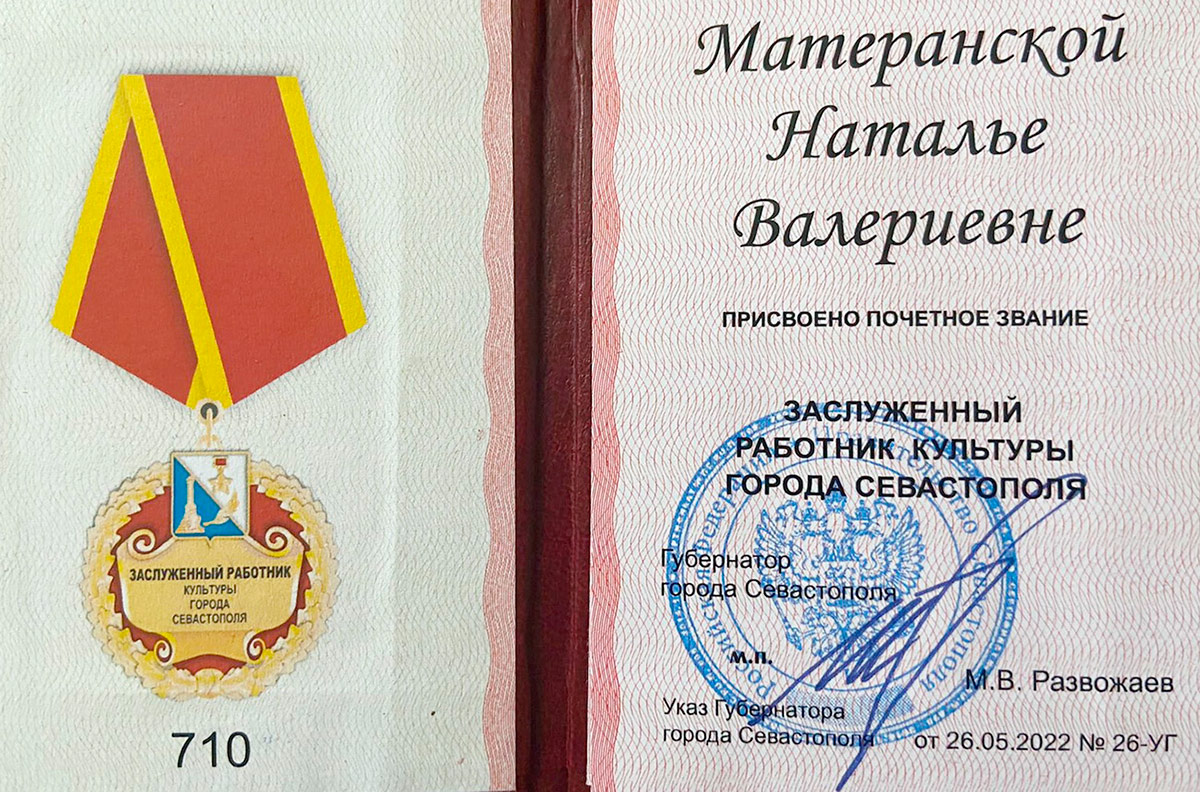 ЗАСЛУЖЕННЫЙ РАБОТНИК
КУЛЬТУРЫ
ГОРОДА
СЕВАСТОПОЛЯ
710
Матеранской
Наталье
Валериевне
ПРИСВОЕНО ПОЧЕТНОЕ ЗВАНИЕ
ЗАСЛУЖЕННЫЙ
РАБОТНИК КУЛЬТУРЫ
ГОРОДА СЕВАСТОПОЛЯ
Губернатор
города Севастополя
м.п.
М.В. Развожаев
Указ Губернатора
города Севастополя от 26.05.2022 № 26-УГ